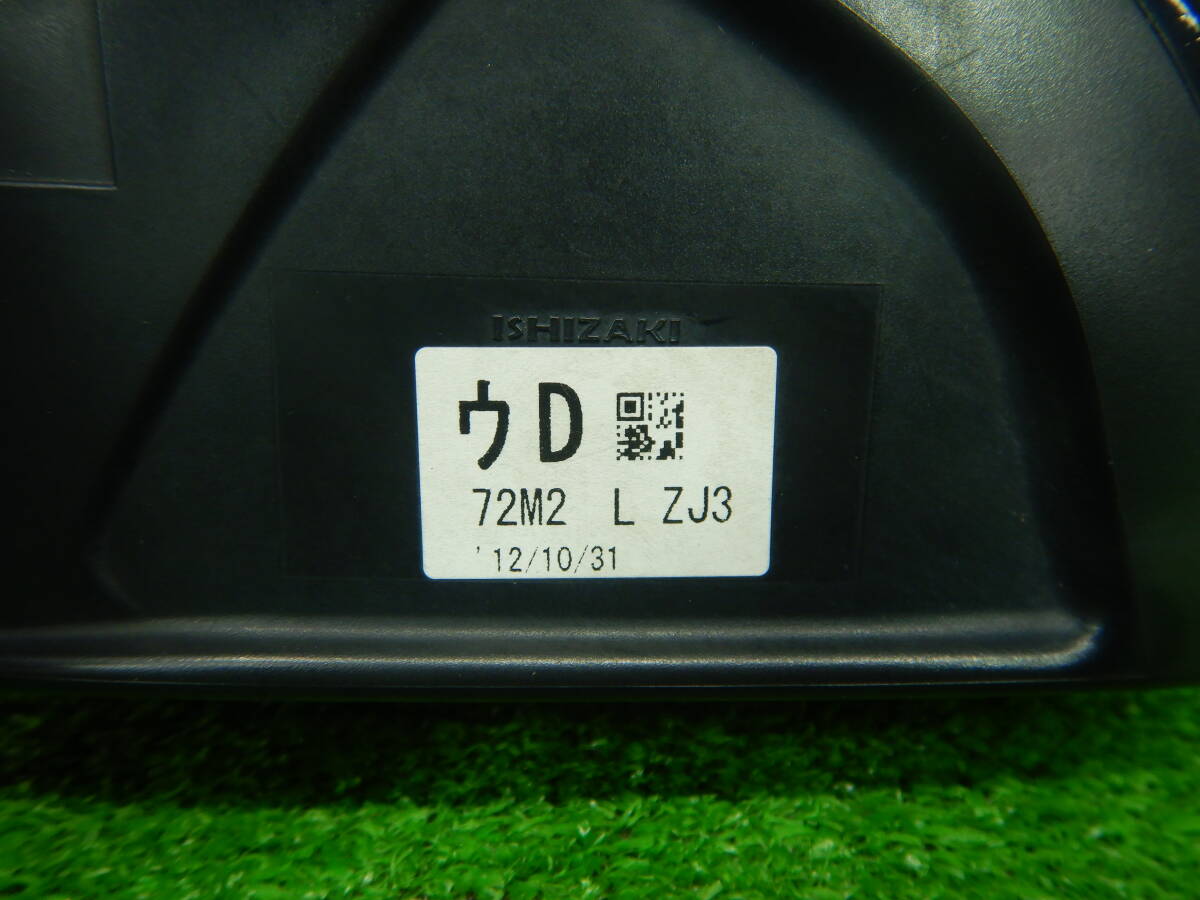 ISHIZAKI
ウD
72M2 L ZJ3
'12/10/31